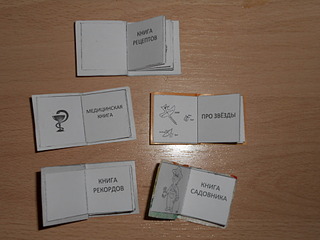 КНИГА
РЕЦЕПТОВ
МЕДИЦИНСКАЯ
КНИГА
ПРО ЗВЁЗДЫ
КНИГА
РЕКОРДОВ
КНИГА
САДОВНИКА